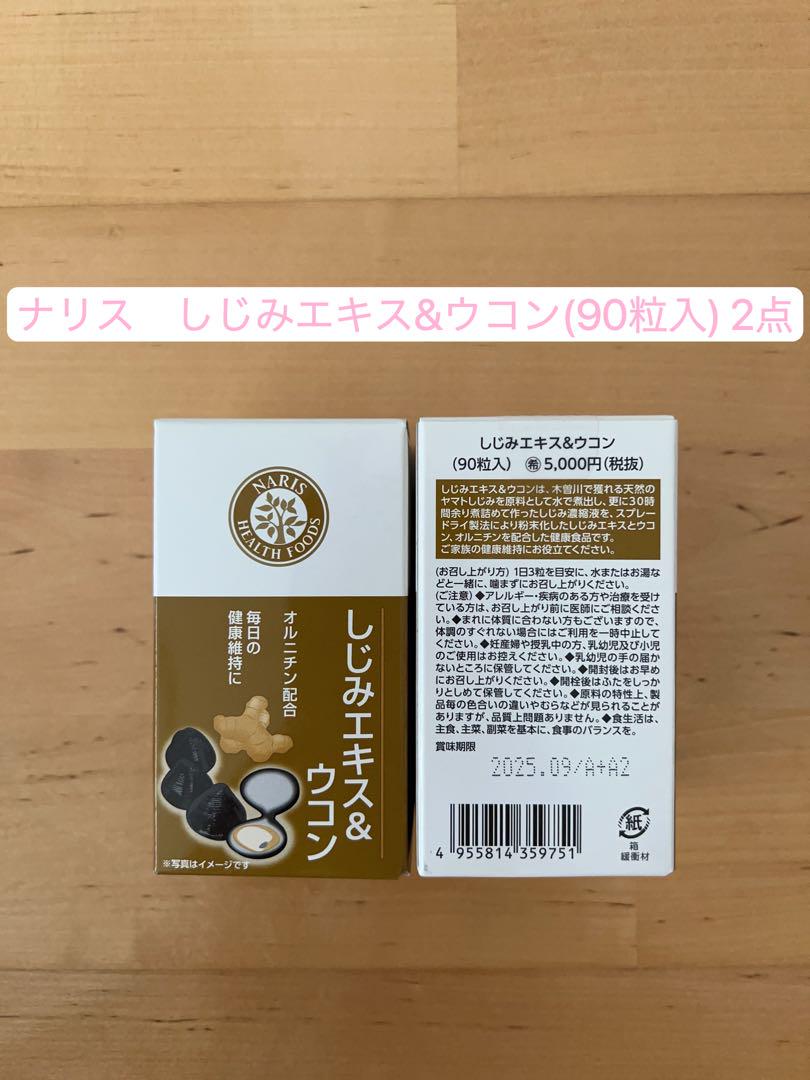 ナリス　しじみエキス&ウコン(90粒入) 2点
NARIS
HEALTH FOODS
しじみエキス&
ウコン
オルニチン配合
毎日の
健康維持に
※写真はイメージです
しじみエキス&ウコン
(90粒入) ㊑5,000円(税抜)
しじみエキス&ウコンは、木曽川で獲れる天然の
ヤマトしじみを原料として水で煮出し、更に30時
間余り煮詰めて作ったしじみ濃縮液を、スプレー
ドライ製法により粉末化したしじみエキスとウコ
ン、オルニチンを配合した健康食品です。
ご家族の健康維持にお役立てください。
(お召し上がり方) 1日3粒を目安に、水またはお湯な
どと一緒に、噛まずにお召し上がりください。
(ご注意)◆アレルギー・疾病のある方や治療を受け
ている方は、お召し上がり前に医師にご相談くださ
い。◆まれに体質に合わない方もございますので、
体調のすぐれない場合にはご利用を一時中止して
ください。◆妊産婦や授乳中の方、乳幼児及び小児
のご使用はお控えください。◆乳幼児の手の届か
ないところに保管してください。◆開封後はお早め
にお召し上がりください。◆開栓後はふたをしっか
りとしめて保管してください。◆原料の特性上、製
品毎の色合いの違いやむらなどが見られることが
ありますが、品質上問題ありません。◆食生活は、
主食、主菜、副菜を基本に、食事のバランスを。
賞味期限
2025.09/A+A2
4 955814 359751
紙
箱
緩衝材